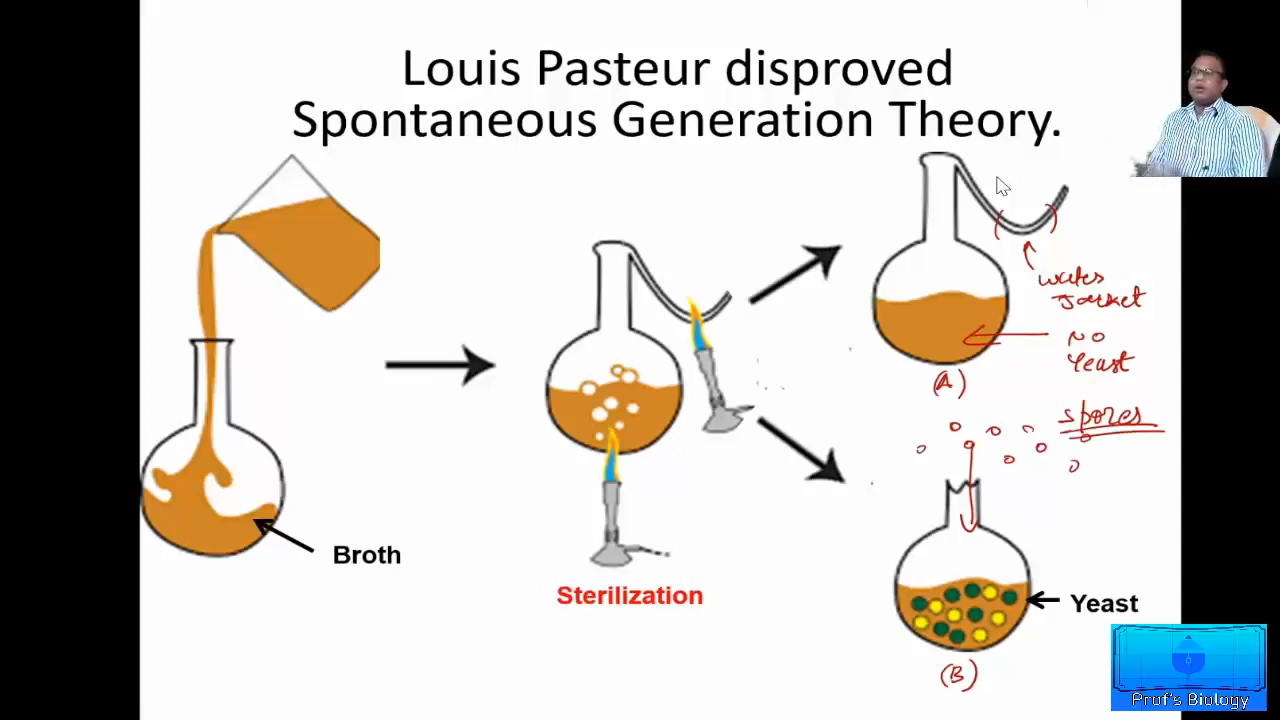 Louis Pasteur disproved
Spontaneous Generation Theory.
water
Jacket
NO
Yeast
(A)
spores
Broth
Sterilization
Yeast
(B)
Prof's Biology